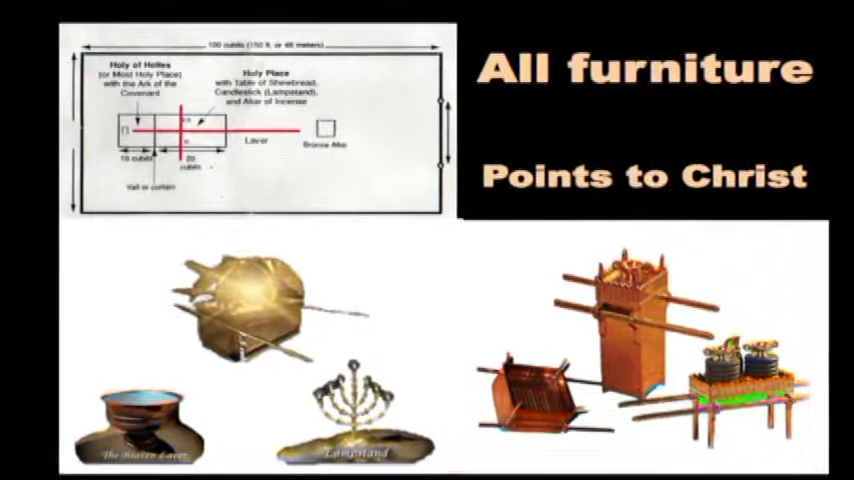 100 cubits (150 ft. or 46 meters)
Holy of Holies
(or Most Holy Place)
with the Ark of the
Covenant
Holy Place
with Table of Shewbread,
Candlestick (Lampstand),
and Altar of Incense
Laver
Bronze Altar
10 cubits
20
cubits
Vail or curtain
All furniture
Points to Christ
The Brazen Laver
Lampstand